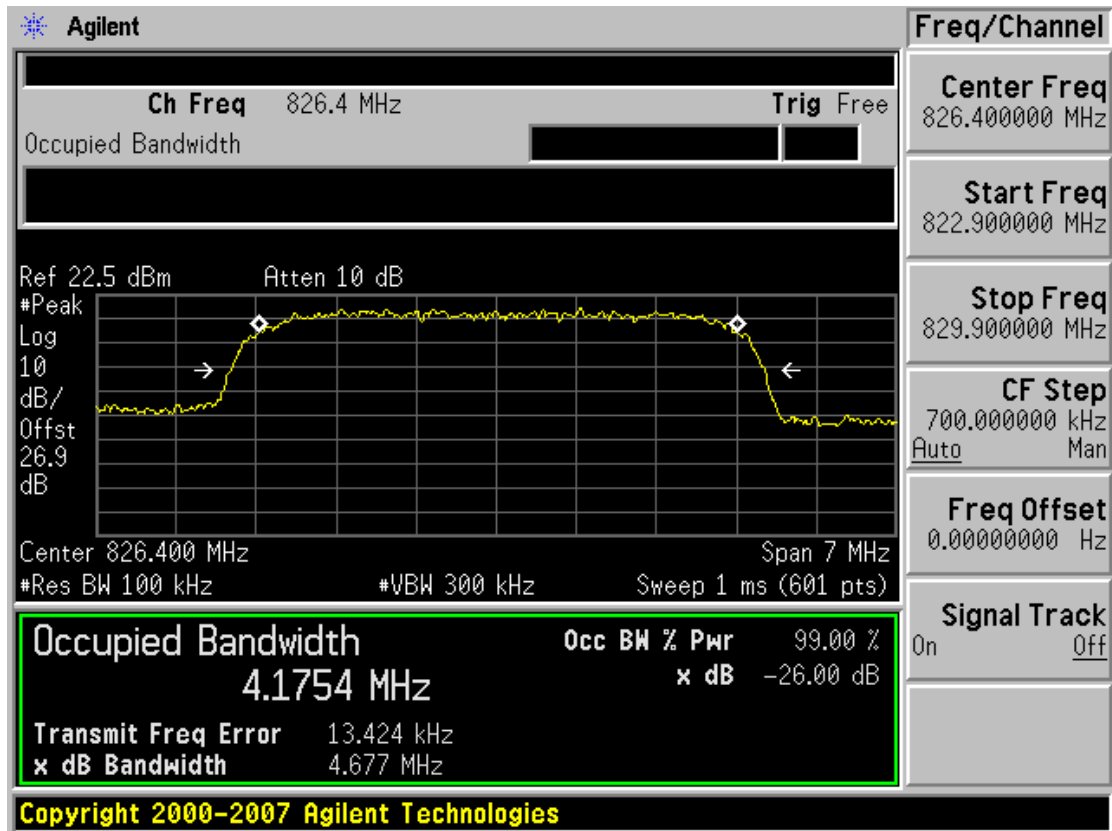 Agilent
Freq/Channel
Ch Freq 826.4 MHz Trig Free
Occupied Bandwidth
Center Freq
826.400000 MHz
Start Freq
822.900000 MHz
Stop Freq
829.900000 MHz
CF Step
700.000000 kHz
Auto Man
Freq Offset
0.00000000 Hz
Signal Track
On Off
Ref 22.5 dBm Atten 10 dB
#Peak
Log
10
dB/
Offst
26.9
dB
Center 826.400 MHz Span 7 MHz
#Res BW 100 kHz #VBW 300 kHz Sweep 1 ms (601 pts)
Occupied Bandwidth
4.1754 MHz
Occ BW % Pwr 99.00 %
x dB -26.00 dB
Transmit Freq Error 13.424 kHz
x dB Bandwidth 4.677 MHz
Copyright 2000-2007 Agilent Technologies